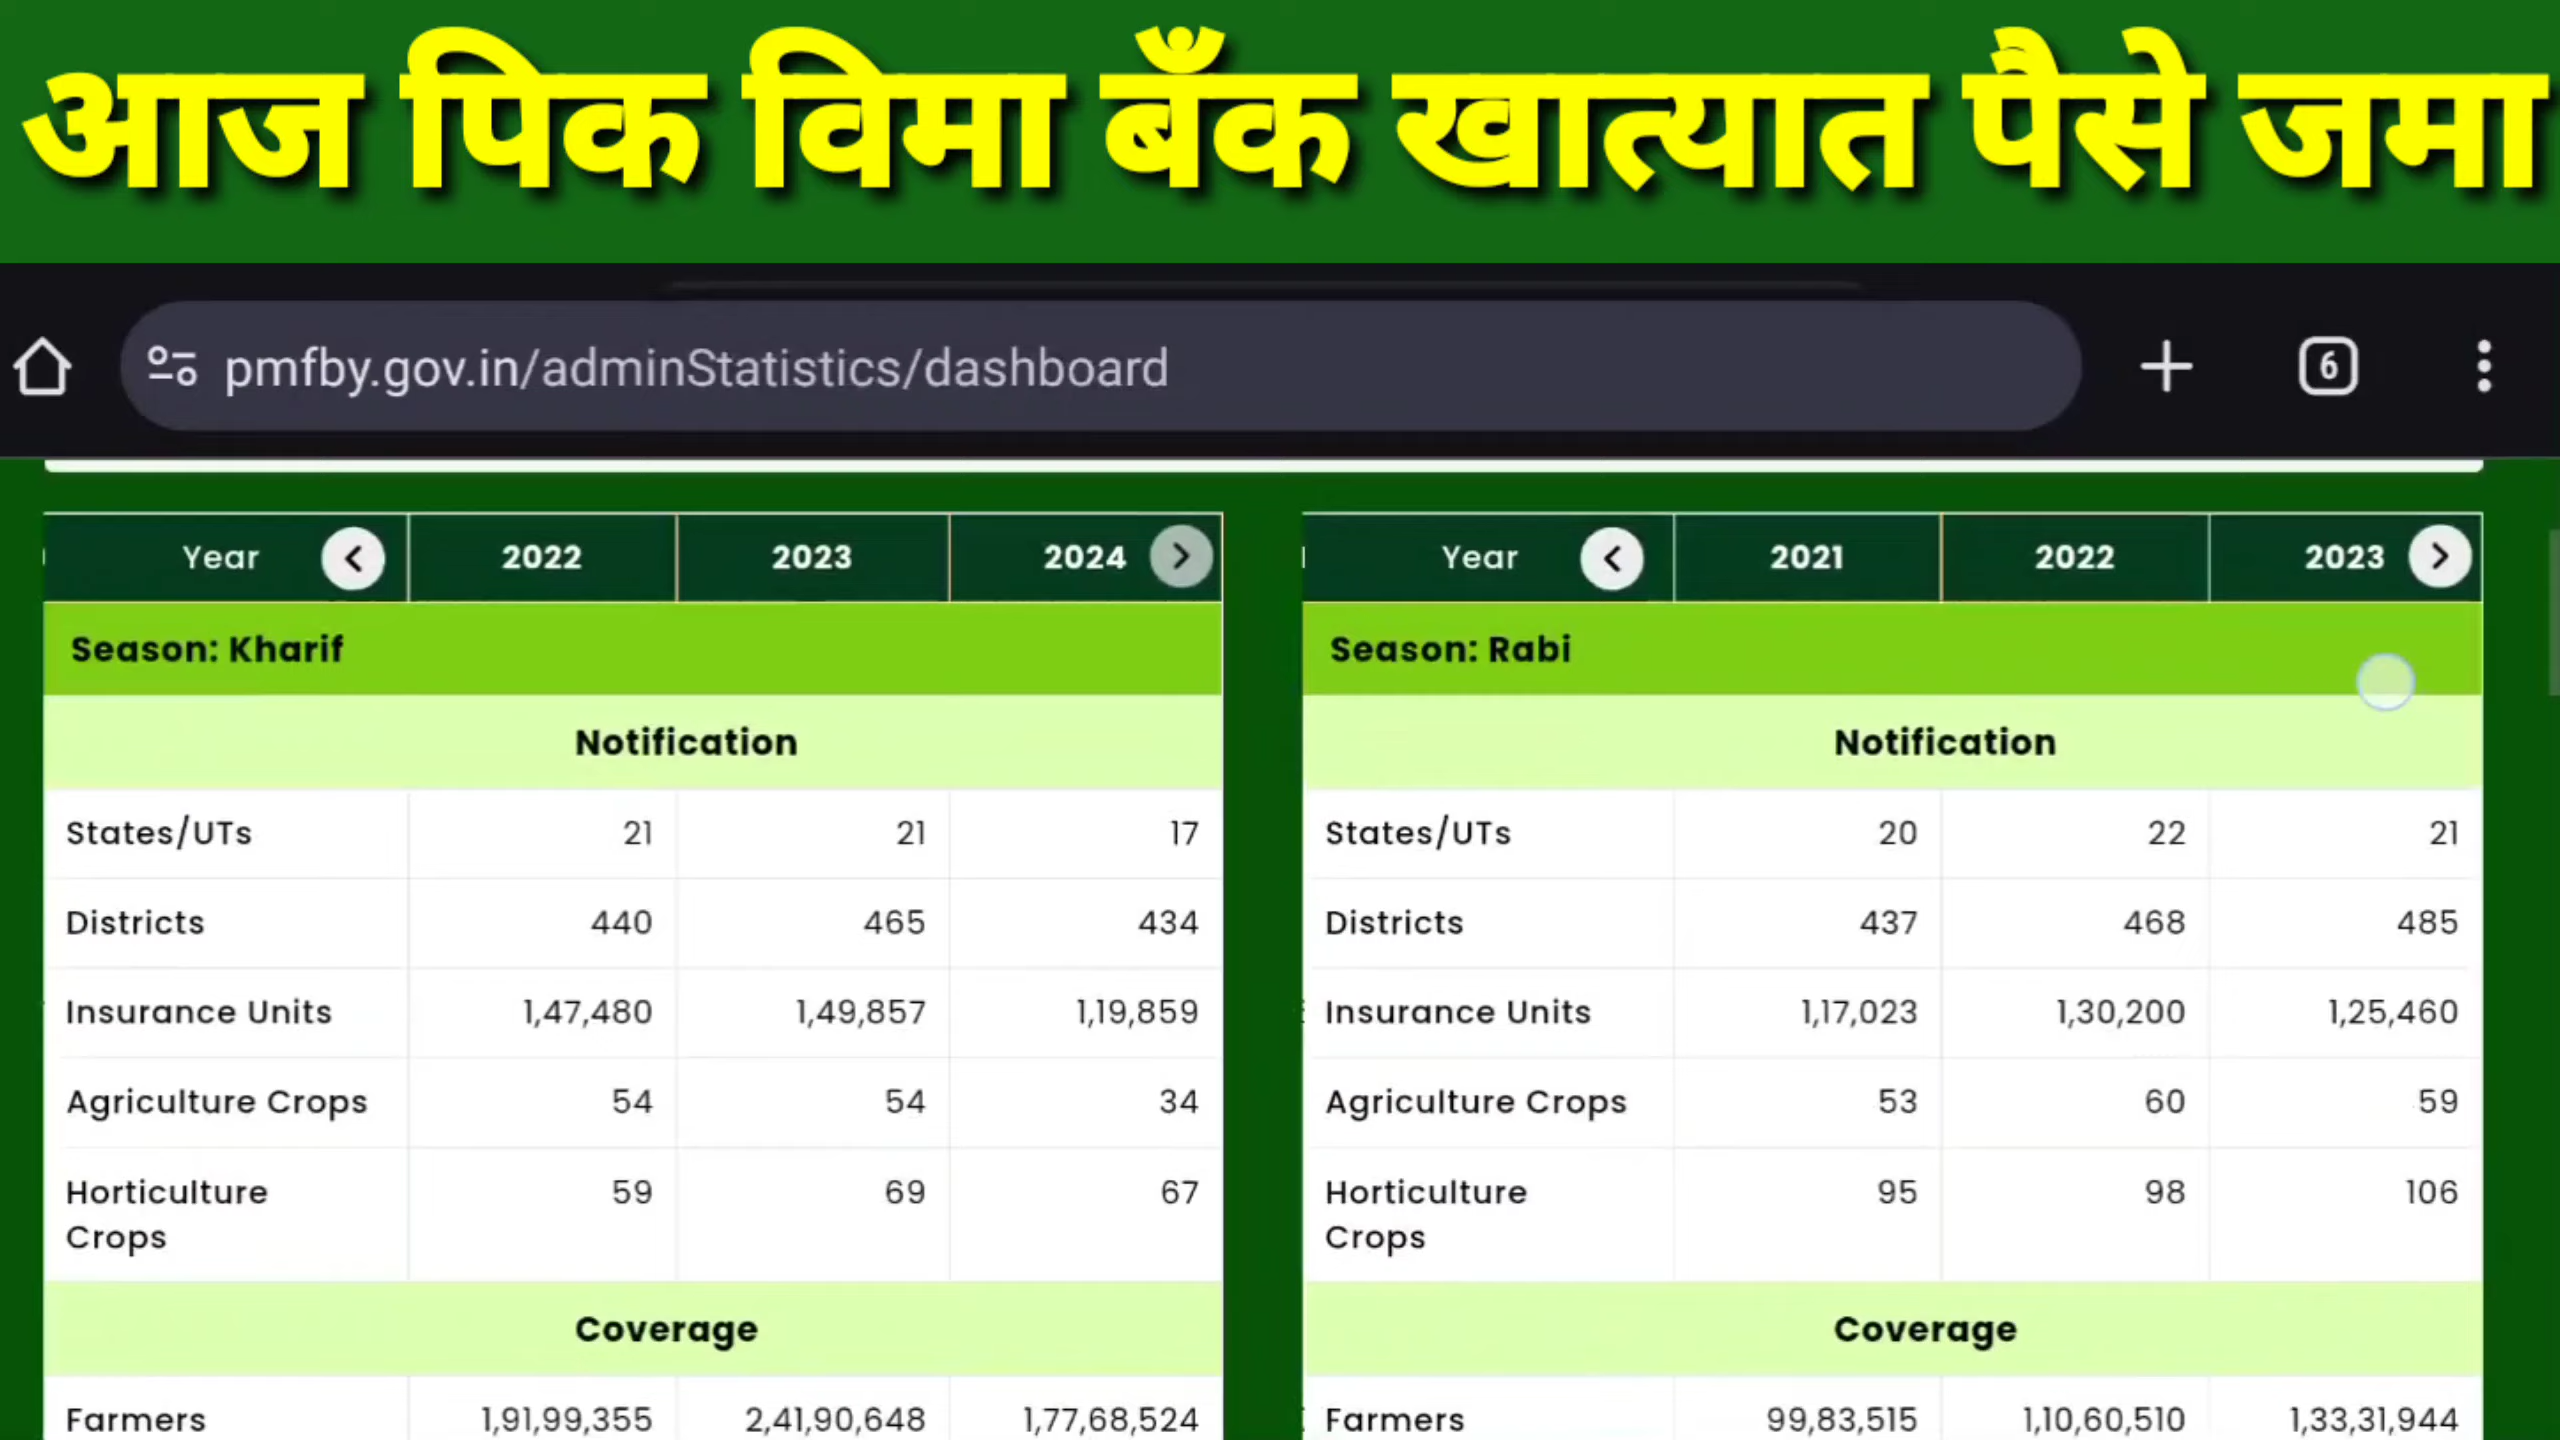 आज पिक विमा बँक खात्यात पैसे जमा
pmfby.gov.in/adminStatistics/dashboard
6
Year 2022 2023 2024
Season: Kharif
Notification
States/UTs 21 21 17
Districts 440 465 434
Insurance Units 1,47,480 1,49,857 1,19,859
Agriculture Crops 54 54 34
Horticulture Crops 59 69 67
Coverage
Farmers 1,91,99,355 2,41,90,648 1,77,68,524
Year 2021 2022 2023
Season: Rabi
Notification
States/UTs 20 22 21
Districts 437 468 485
Insurance Units 1,17,023 1,30,200 1,25,460
Agriculture Crops 53 60 59
Horticulture Crops 95 98 106
Coverage
Farmers 99,83,515 1,10,60,510 1,33,31,944